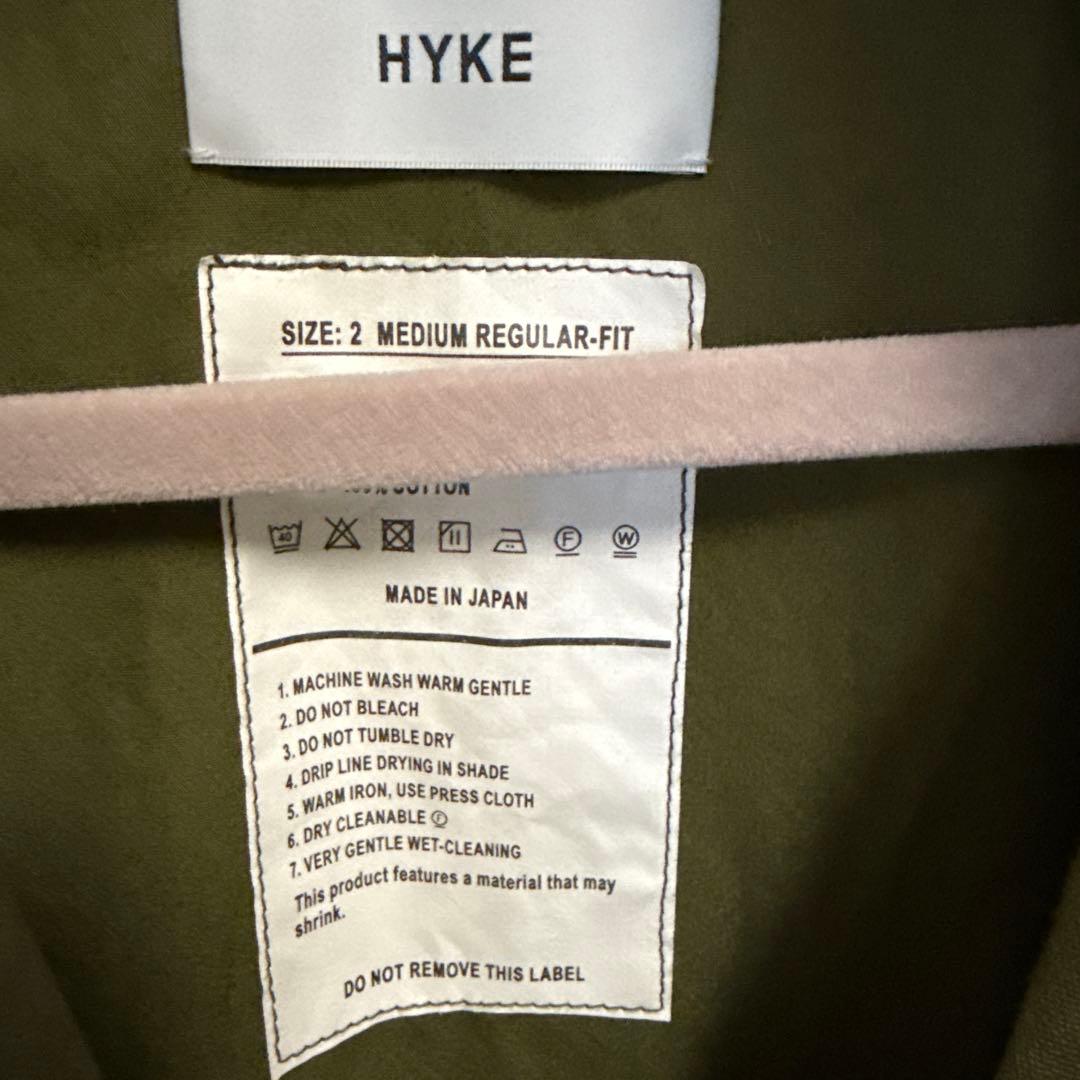 HYKE
SIZE: 2 MEDIUM REGULAR-FIT
COTTON
40
F
W
MADE IN JAPAN
1. MACHINE WASH WARM GENTLE
2. DO NOT BLEACH
3. DO NOT TUMBLE DRY
4. DRIP LINE DRYING IN SHADE
5. WARM IRON, USE PRESS CLOTH
6. DRY CLEANABLE Ⓕ
7. VERY GENTLE WET-CLEANING
This product features a material that may
shrink.
DO NOT REMOVE THIS LABEL